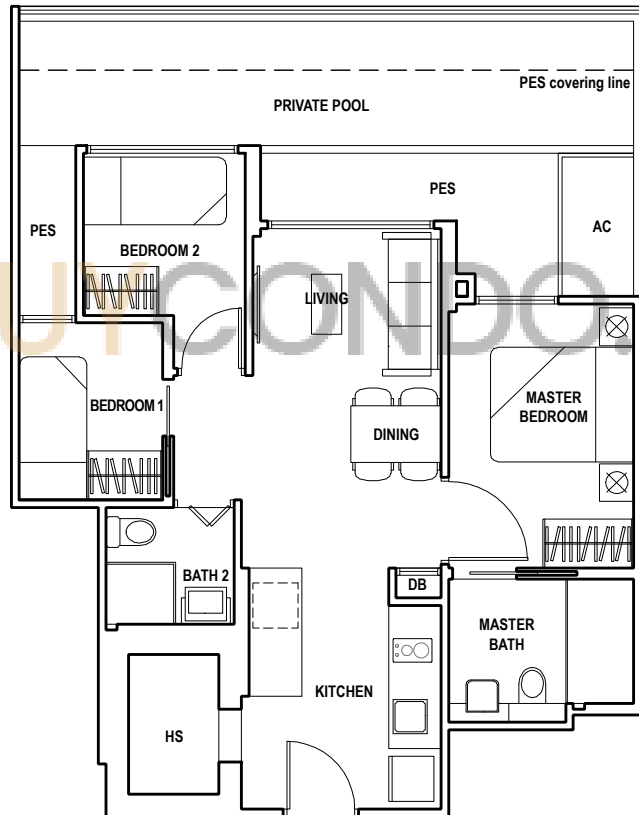 PES covering line
PRIVATE POOL
PES
PES
AC
BEDROOM 2
LIVING
UYCONDO.
BEDROOM 1
MASTER
BEDROOM
DINING
BATH 2
DB
MASTER
BATH
KITCHEN
HS